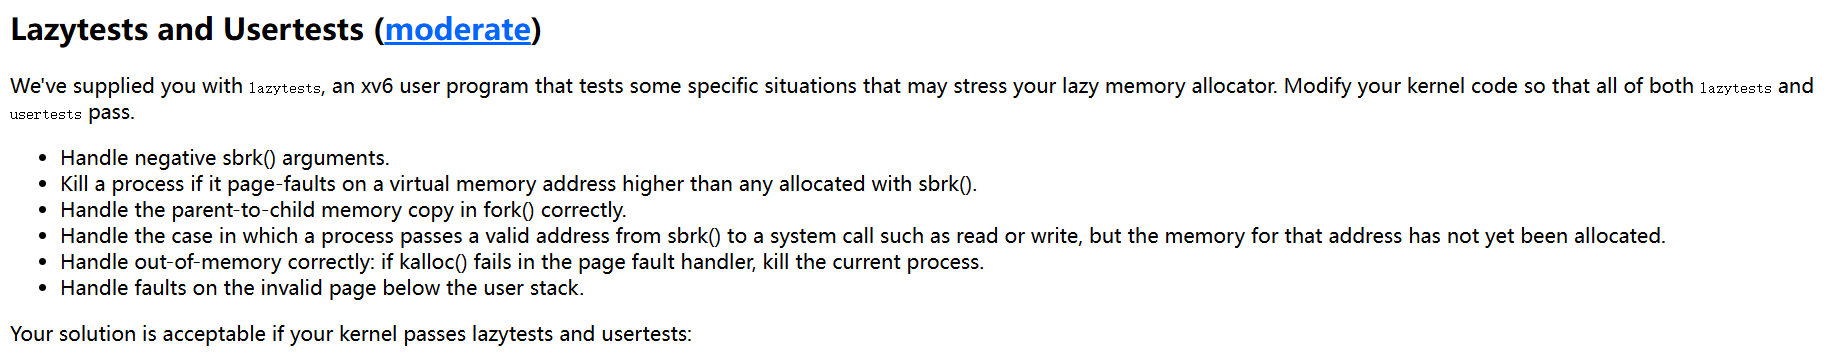 Lazytests and Usertests (moderate)
We've supplied you with lazytests, an xv6 user program that tests some specific situations that may stress your lazy memory allocator. Modify your kernel code so that all of both lazytests and
usertests pass.
• Handle negative sbrk() arguments.
• Kill a process if it page-faults on a virtual memory address higher than any allocated with sbrk().
• Handle the parent-to-child memory copy in fork() correctly.
• Handle the case in which a process passes a valid address from sbrk() to a system call such as read or write, but the memory for that address has not yet been allocated.
• Handle out-of-memory correctly: if kalloc() fails in the page fault handler, kill the current process.
• Handle faults on the invalid page below the user stack.
Your solution is acceptable if your kernel passes lazytests and usertests: